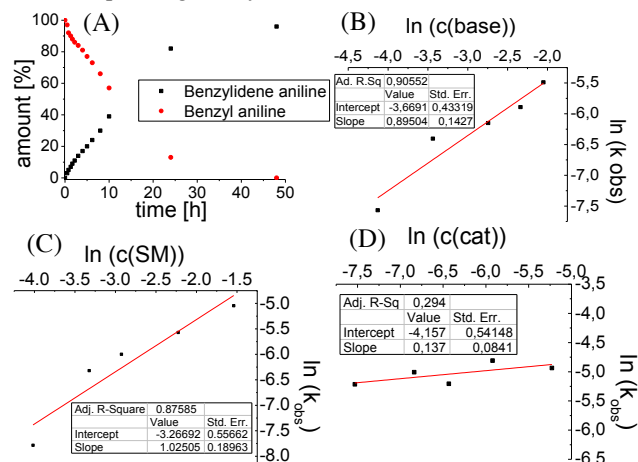 (A)
100
80
60
40
20
0
amount [%]
Benzylidene aniline
Benzyl aniline
0 10 20 30 40 50
time [h]
(B)
ln (c(base))
-4,5 -4,0 -3,5 -3,0 -2,5 -2,0 -1,5
Ad. R.Sq 0,90552
Value Std. Err.
Intercept -3,6691 0,43319
Slope 0,89504 0,1427
-5,5
-6,0
-6,5
-7,0
-7,5
ln (k obs)
(C)
ln (c(SM))
-4.0 -3.5 -3.0 -2.5 -2.0 -1.5
-5.0
-5.5
-6.0
-6.5
-7.0
-7.5
-8.0
ln (k obs)
Adj. R-Square 0.87585
Value Std. Err.
Intercept -3.26692 0.55662
Slope 1.02505 0.18963
(D)
ln (c(cat))
-7,5 -7,0 -6,5 -6,0 -5,5 -5,0
Adj. R-Sq 0,294
Value Std. Err.
Intercept -4,157 0,54148
Slope 0,137 0,0841
-3,5
-4,0
-4,5
-5,0
-5,5
-6,0
-6,5
ln (k obs)